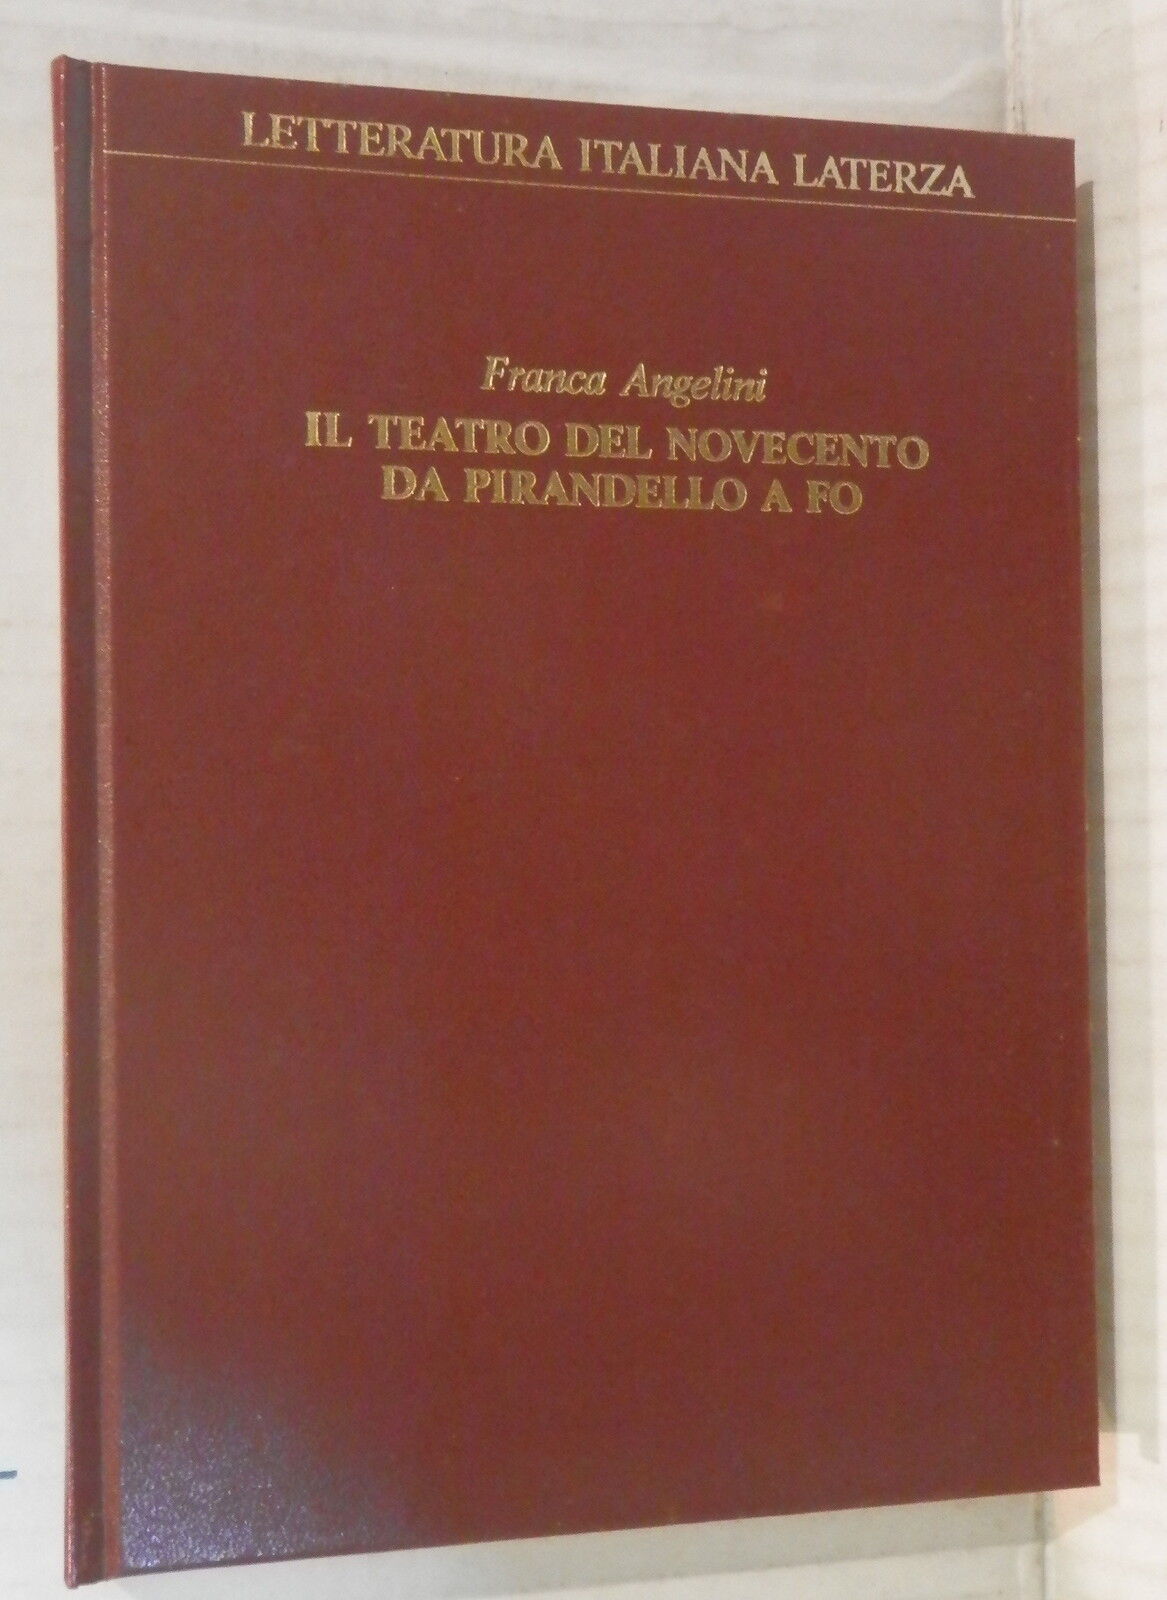 LETTERATURA ITALIANA LATERZA
Franca Angelini
IL TEATRO DEL NOVECENTO
DA PIRANDELLO A FO